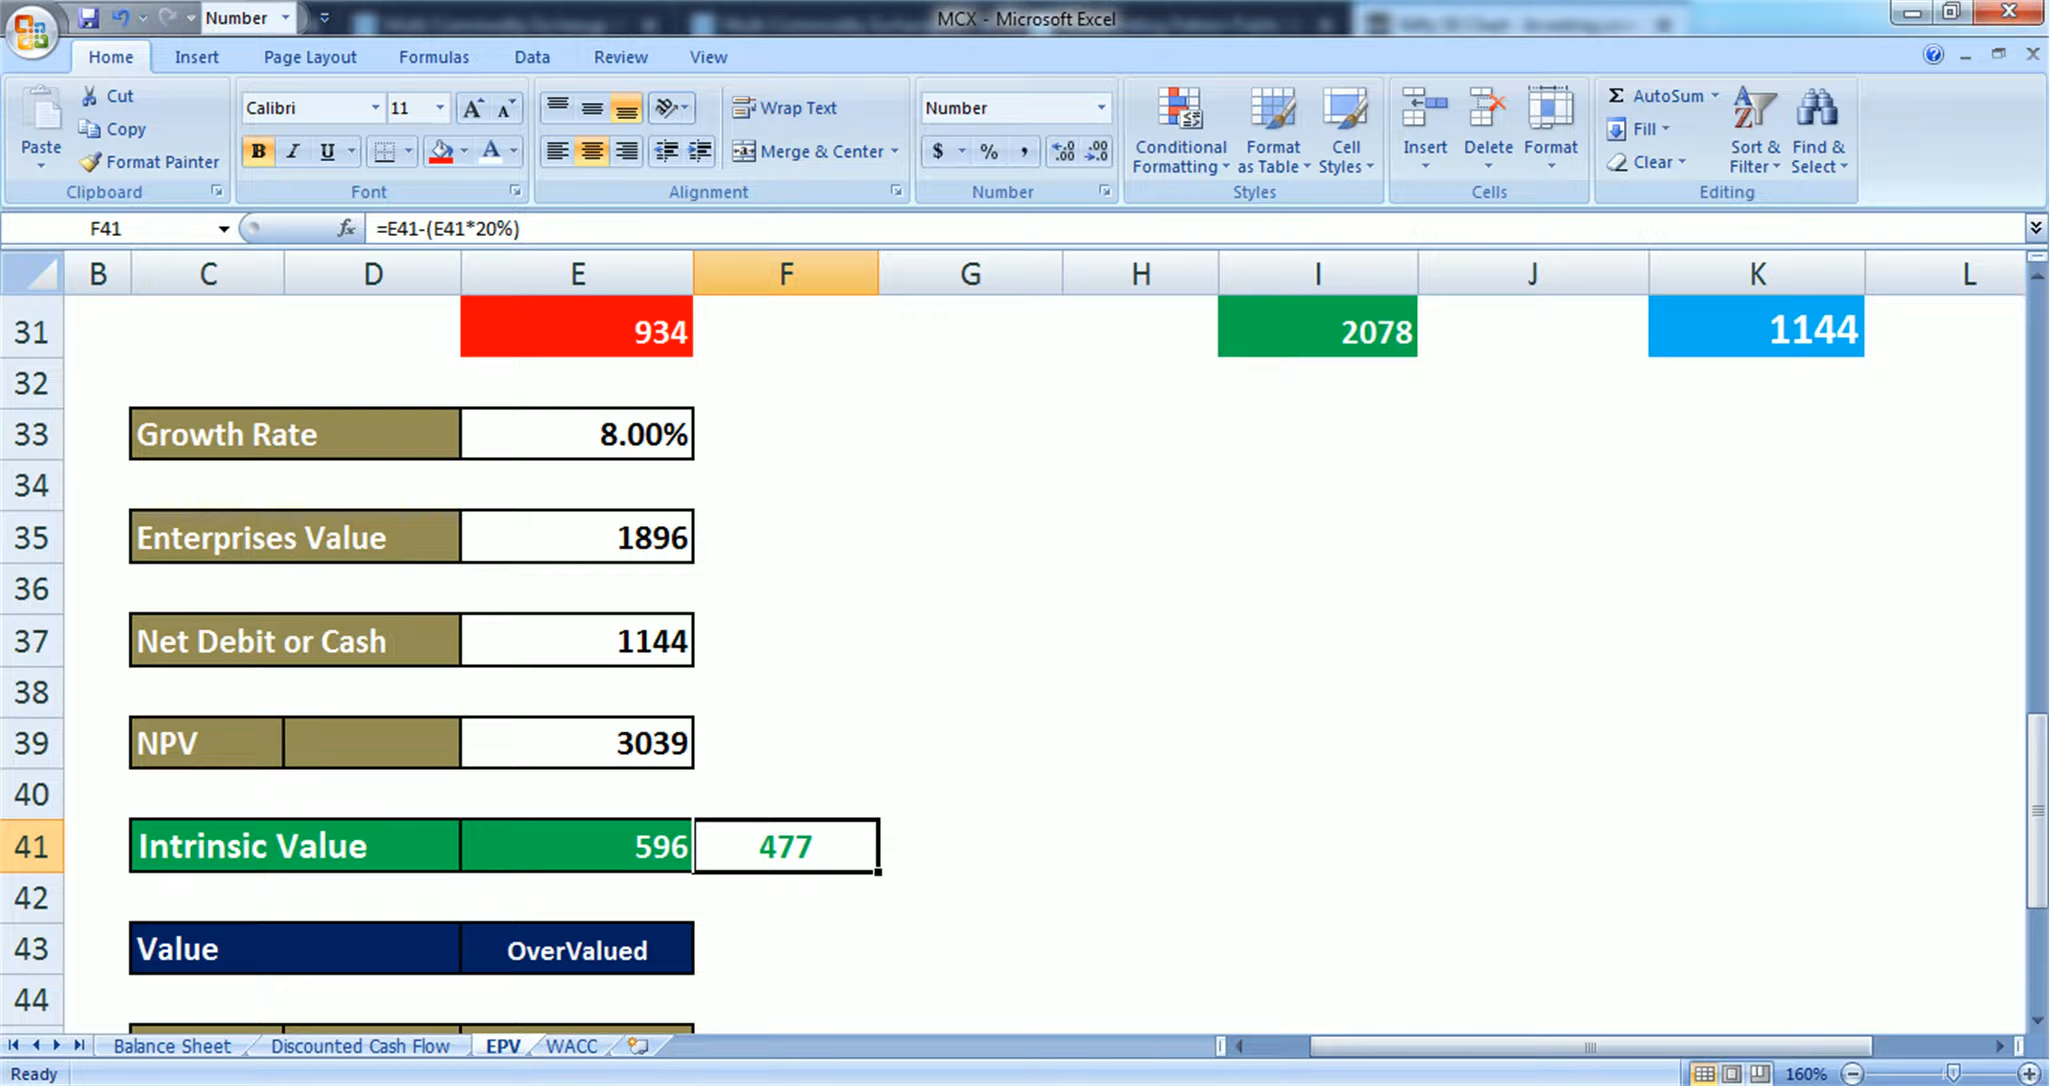 Number
MCX - Microsoft Excel
Home Insert Page Layout Formulas Data Review View
Paste
Cut
Copy
Format Painter
Clipboard
Calibri 11
B I U
Font
Wrap Text
Merge & Center
Alignment
Number
$ % ,
Number
Conditional Formatting
Format as Table
Cell Styles
Styles
Insert Delete Format
Cells
Σ AutoSum
Fill
Clear
Sort & Filter
Find & Select
Editing
F41 fx =E41-(E41*20%)
B C D E F G H I J K L
31 934 2078 1144
32
33 Growth Rate 8.00%
34
35 Enterprises Value 1896
36
37 Net Debit or Cash 1144
38
39 NPV 3039
40
41 Intrinsic Value 596 477
42
43 Value OverValued
44
Balance Sheet Discounted Cash Flow EPV WACC
Ready 160%